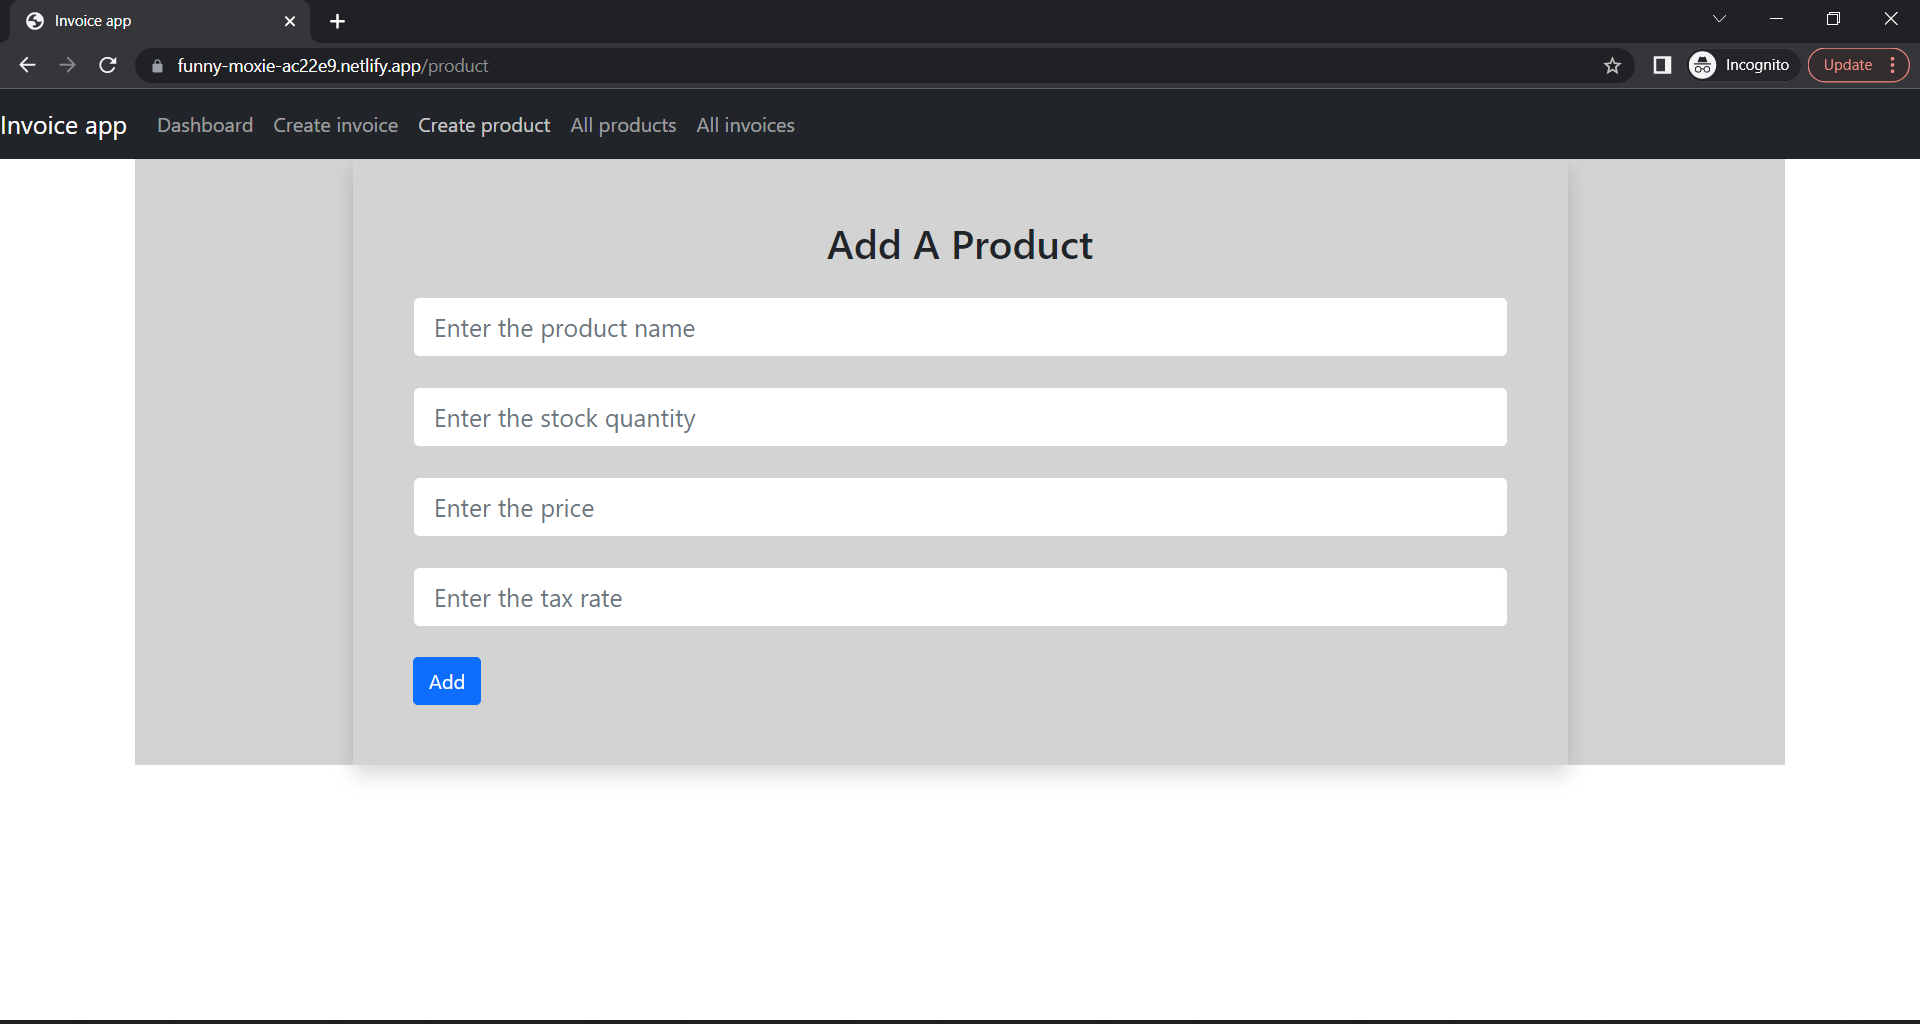 Invoice app
funny-moxie-ac22e9.netlify.app/product
Incognito
Update
Invoice app Dashboard Create invoice Create product All products All invoices
Add A Product
Enter the product name
Enter the stock quantity
Enter the price
Enter the tax rate
Add